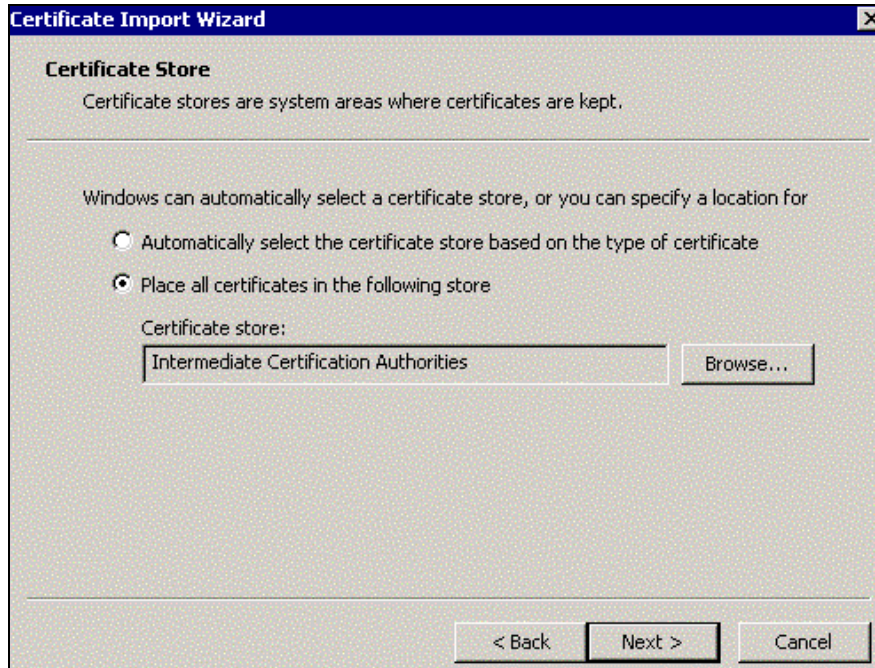 Certificate Import Wizard
Certificate Store
Certificate stores are system areas where certificates are kept.
Windows can automatically select a certificate store, or you can specify a location for
Automatically select the certificate store based on the type of certificate
Place all certificates in the following store
Certificate store:
Intermediate Certification Authorities
Browse...
< Back
Next >
Cancel